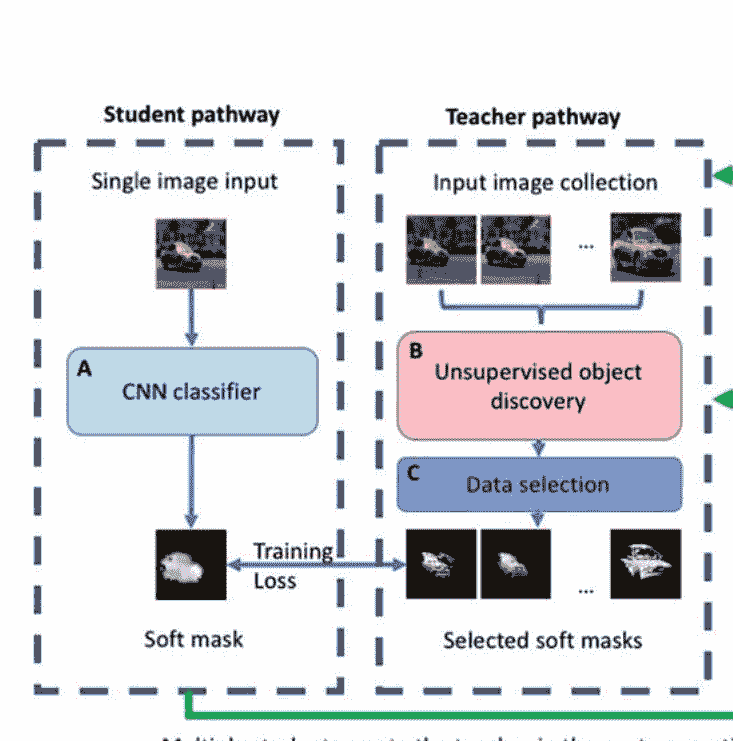 Student pathway
Teacher pathway
Single image input
Input image collection
...
A
CNN classifier
B
Unsupervised object
discovery
C
Data selection
Training
Loss
...
Soft mask
Selected soft masks